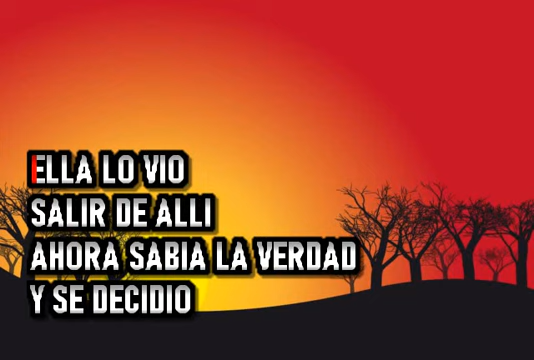 ELLA LO VIO
SALIR DE ALLI
AHORA SABIA LA VERDAD
Y SE DECIDIO